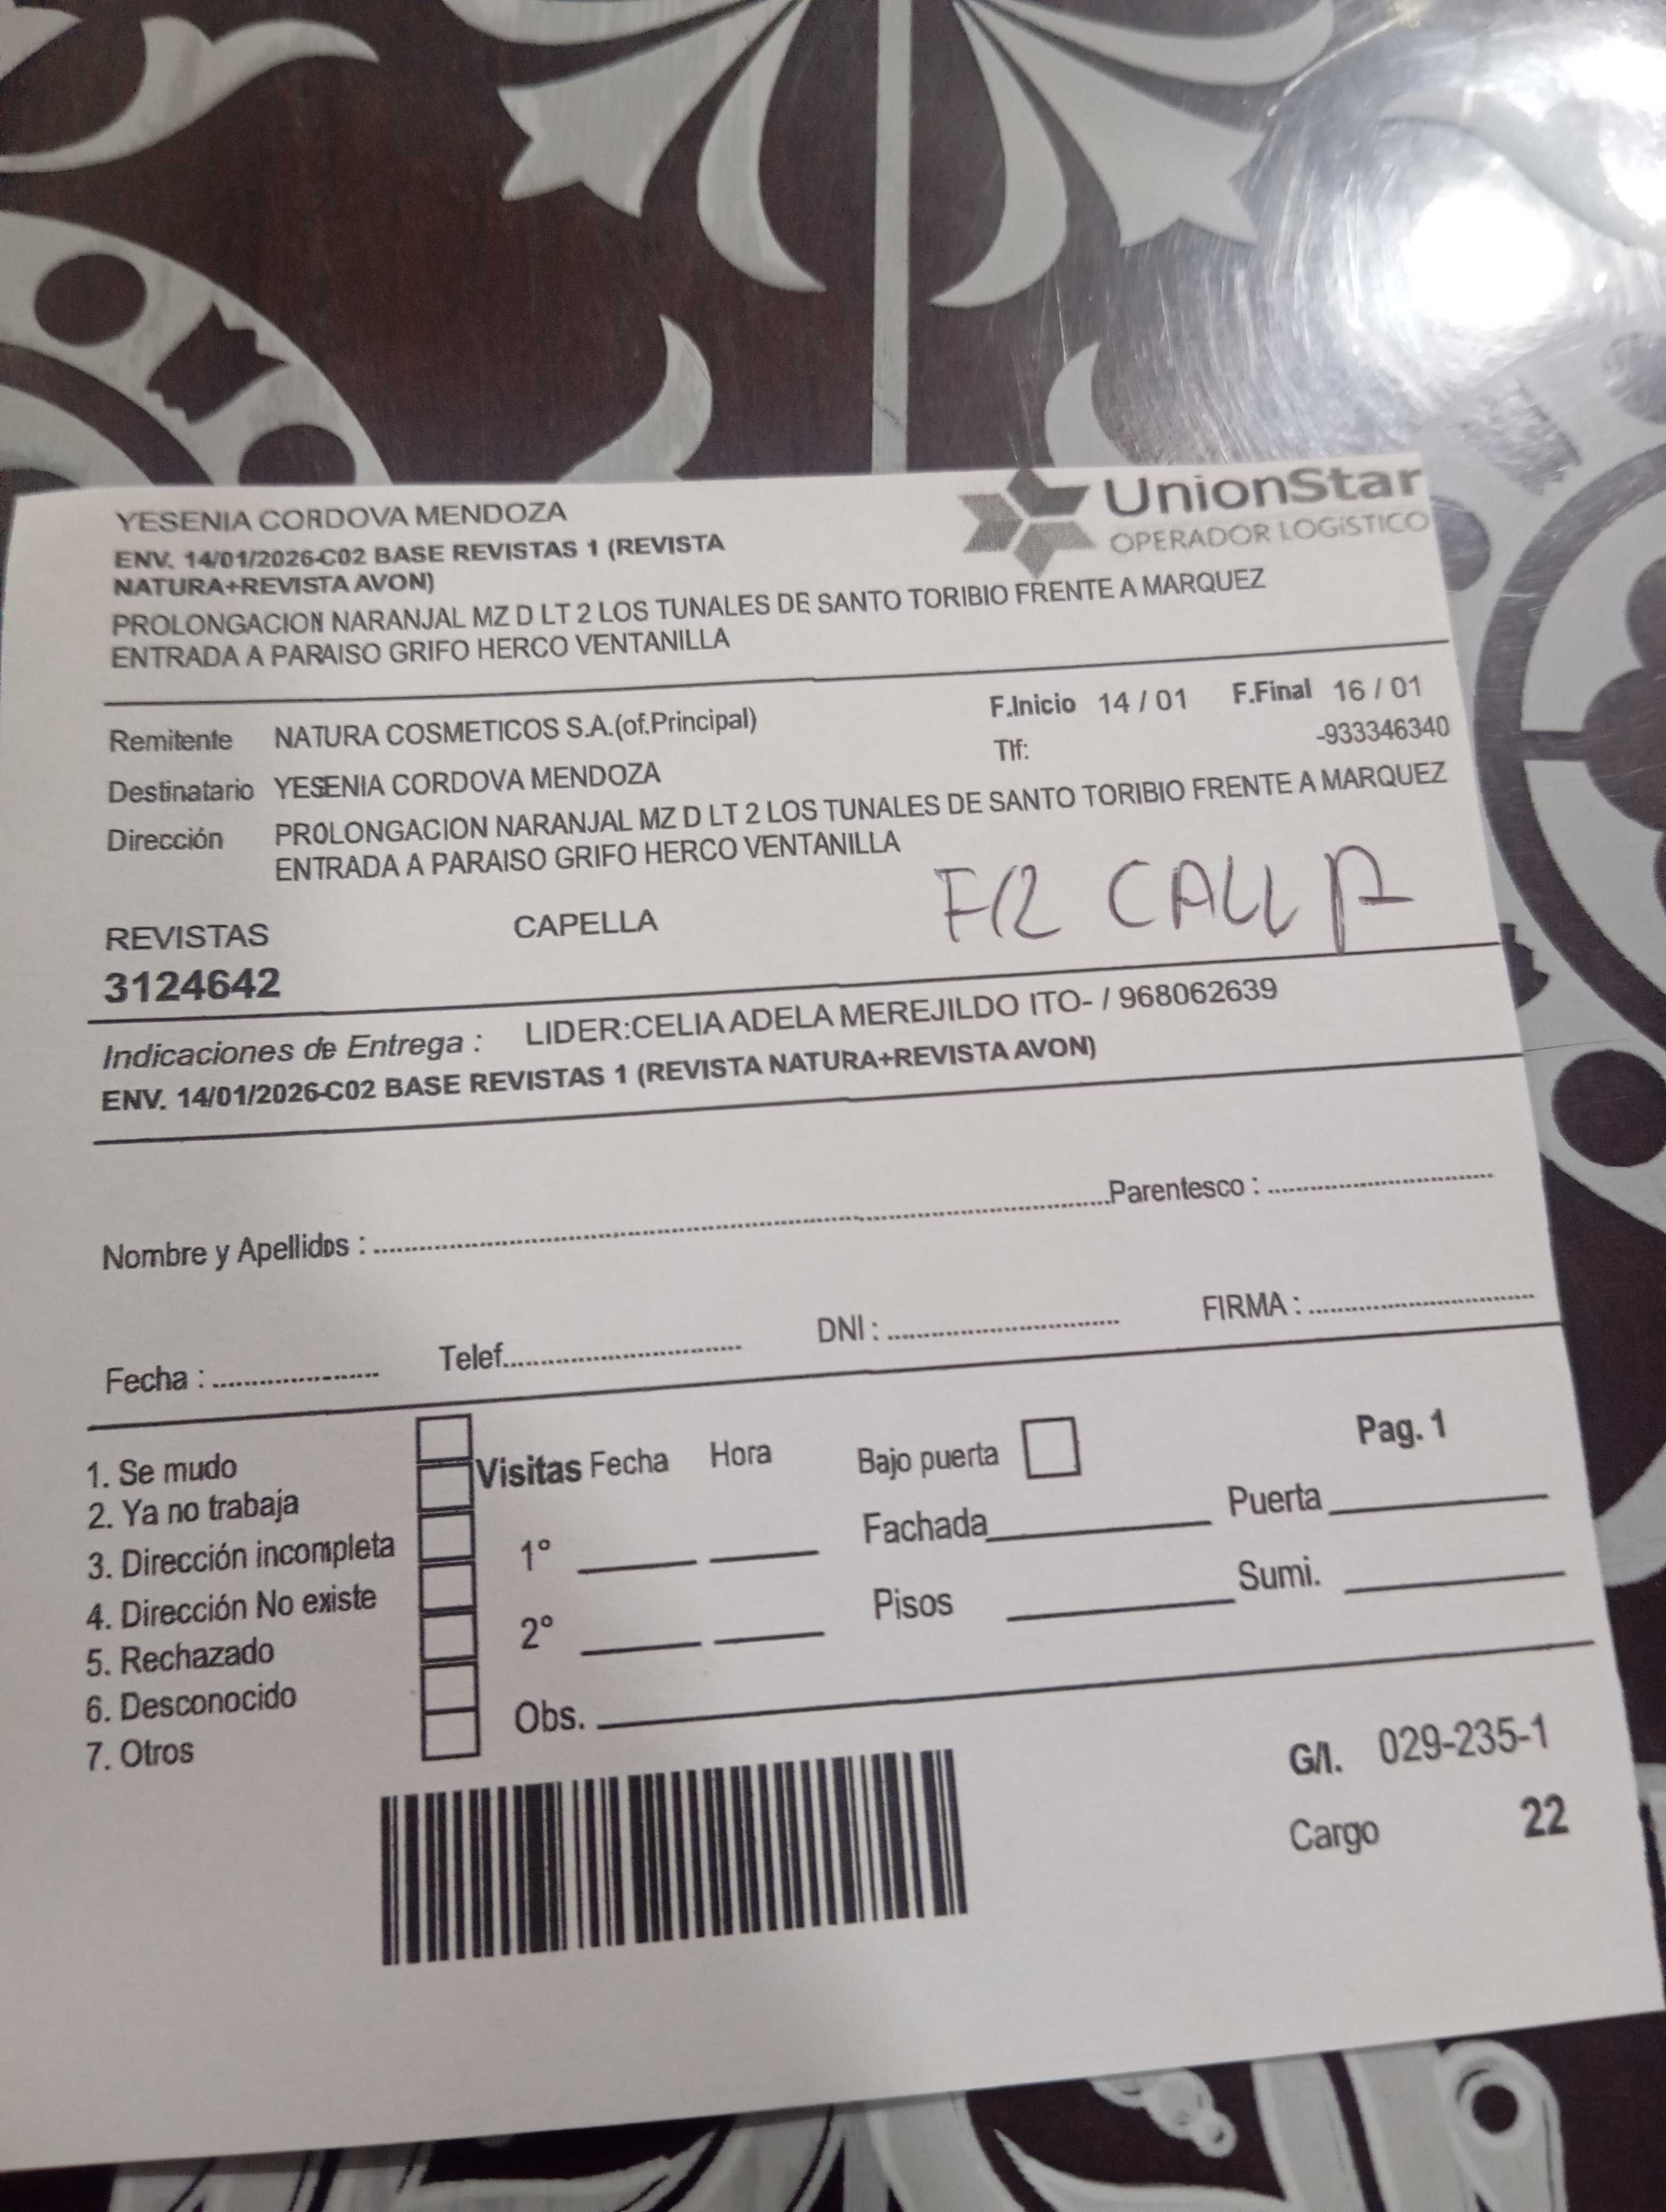 YESENIA CORDOVA MENDOZA
UnionStar
OPERADOR LOGÍSTICO
ENV. 14/01/2026-C02 BASE REVISTAS 1 (REVISTA
NATURA+REVISTA AVON)
PROLONGACION NARANJAL MZ D LT 2 LOS TUNALES DE SANTO TORIBIO FRENTE A MARQUEZ
ENTRADA A PARAISO GRIFO HERCO VENTANILLA
Remitente NATURA COSMETICOS S.A.(of.Principal) F.Inicio 14 / 01 F.Final 16 / 01
Tlf: -933346340
Destinatario YESENIA CORDOVA MENDOZA
Dirección PROLONGACION NARANJAL MZ D LT 2 LOS TUNALES DE SANTO TORIBIO FRENTE A MARQUEZ
ENTRADA A PARAISO GRIFO HERCO VENTANILLA
REVISTAS CAPELLA
3124642
Indicaciones de Entrega : LIDER:CELIA ADELA MEREJILDO ITO- / 968062639
ENV. 14/01/2026-C02 BASE REVISTAS 1 (REVISTA NATURA+REVISTA AVON)
Nombre y Apellidos : Parentesco :
Fecha : Telef. DNI : FIRMA :
1. Se mudo
2. Ya no trabaja
3. Dirección incompleta
4. Dirección No existe
5. Rechazado
6. Desconocido
7. Otros
Visitas Fecha Hora
1°
2°
Obs.
Bajo puerta
Pag. 1
Fachada Puerta
Pisos Sumi.
G/I. 029-235-1
Cargo 22